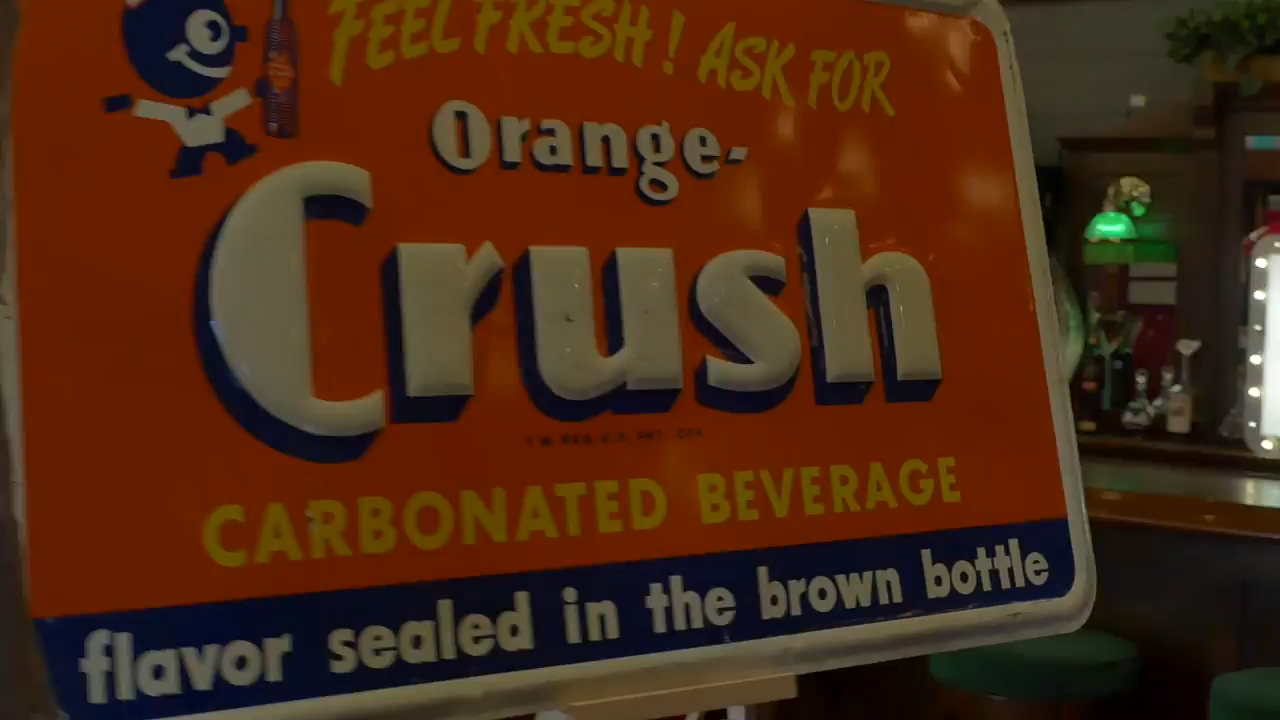 FEEL FRESH! ASK FOR
Orange-
Crush
CARBONATED BEVERAGE
flavor sealed in the brown bottle